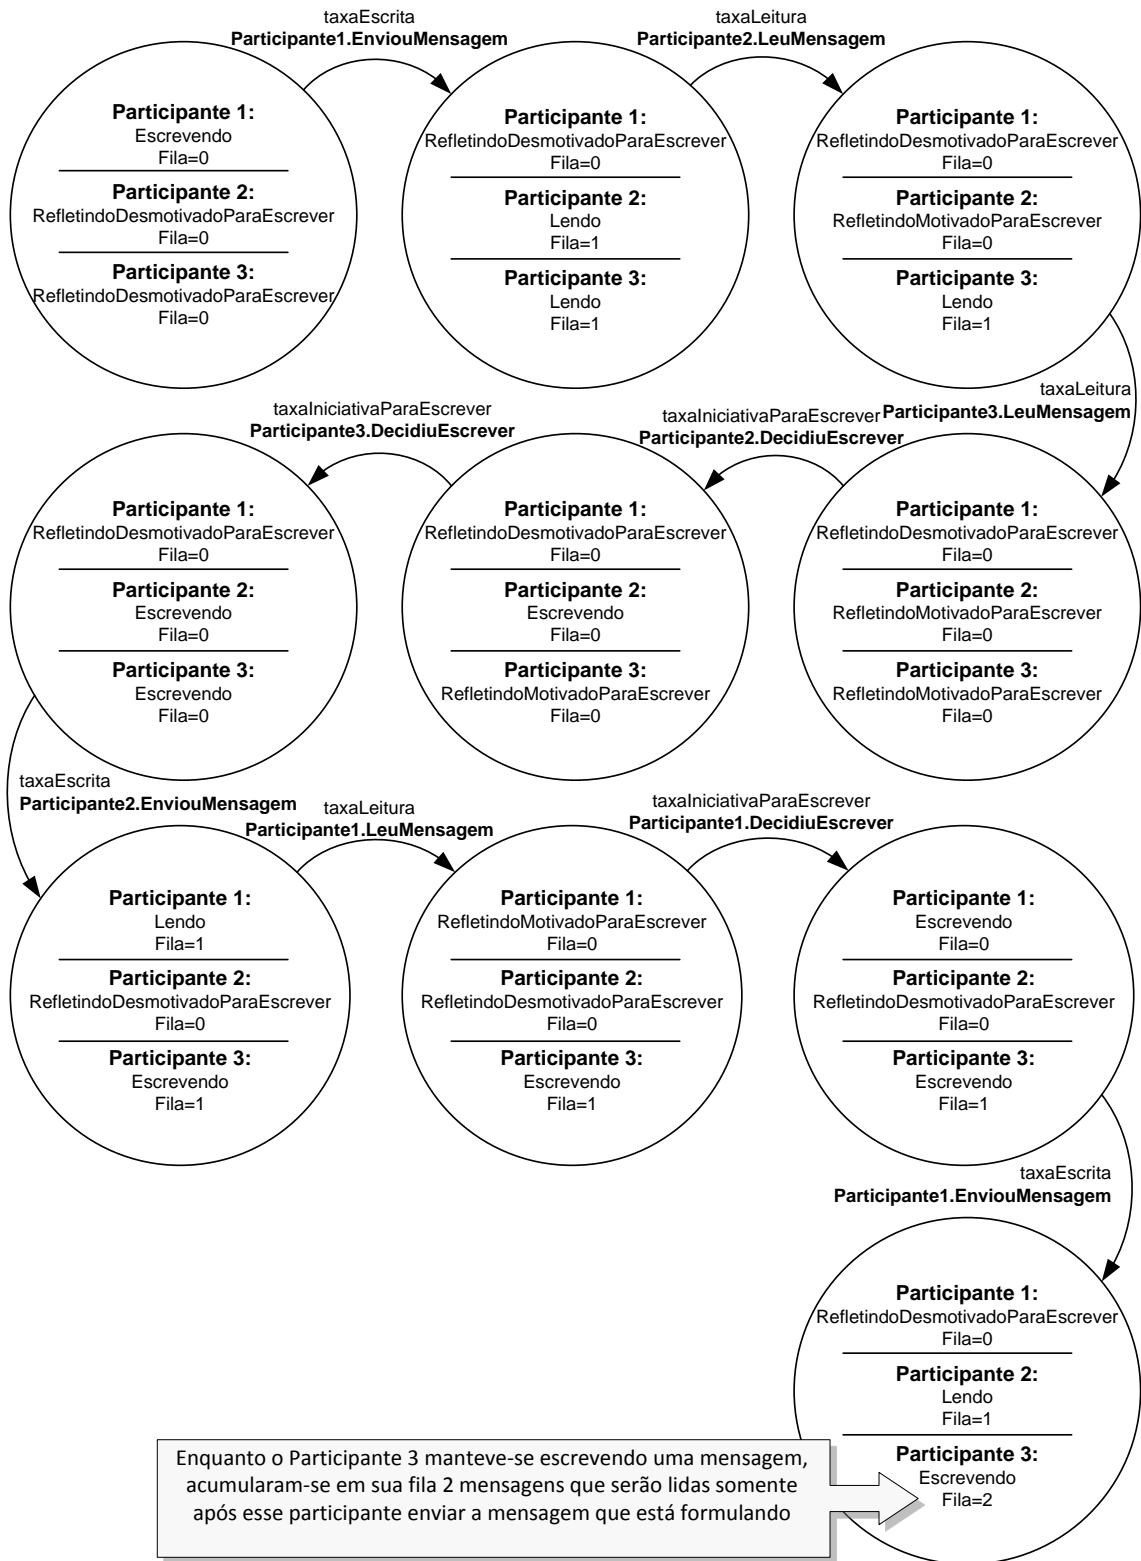 taxaEscrita
Participante1.EnviouMensagem
taxaLeitura
Participante2.LeuMensagem
Participante 1:
Escrevendo
Fila=0
Participante 2:
RefletindoDesmotivadoParaEscrever
Fila=0
Participante 3:
RefletindoDesmotivadoParaEscrever
Fila=0
Participante 1:
RefletindoDesmotivadoParaEscrever
Fila=0
Participante 2:
Lendo
Fila=1
Participante 3:
Lendo
Fila=1
Participante 1:
RefletindoDesmotivadoParaEscrever
Fila=0
Participante 2:
RefletindoMotivadoParaEscrever
Fila=0
Participante 3:
Lendo
Fila=1
taxaLeitura
Participante3.LeuMensagem
taxaIniciativaParaEscrever
Participante2.DecidiuEscrever
taxaIniciativaParaEscrever
Participante3.DecidiuEscrever
Participante 1:
RefletindoDesmotivadoParaEscrever
Fila=0
Participante 2:
RefletindoMotivadoParaEscrever
Fila=0
Participante 3:
RefletindoMotivadoParaEscrever
Fila=0
Participante 1:
RefletindoDesmotivadoParaEscrever
Fila=0
Participante 2:
Escrevendo
Fila=0
Participante 3:
RefletindoMotivadoParaEscrever
Fila=0
Participante 1:
RefletindoDesmotivadoParaEscrever
Fila=0
Participante 2:
Escrevendo
Fila=0
Participante 3:
Escrevendo
Fila=0
taxaEscrita
Participante2.EnviouMensagem
taxaLeitura
Participante1.LeuMensagem
taxaIniciativaParaEscrever
Participante1.DecidiuEscrever
Participante 1:
Lendo
Fila=1
Participante 2:
RefletindoDesmotivadoParaEscrever
Fila=0
Participante 3:
Escrevendo
Fila=1
Participante 1:
RefletindoMotivadoParaEscrever
Fila=0
Participante 2:
RefletindoDesmotivadoParaEscrever
Fila=0
Participante 3:
Escrevendo
Fila=1
Participante 1:
Escrevendo
Fila=0
Participante 2:
RefletindoDesmotivadoParaEscrever
Fila=0
Participante 3:
Escrevendo
Fila=1
taxaEscrita
Participante1.EnviouMensagem
Participante 1:
RefletindoDesmotivadoParaEscrever
Fila=0
Participante 2:
Lendo
Fila=1
Participante 3:
Escrevendo
Fila=2
Enquanto o Participante 3 manteve-se escrevendo uma mensagem,
acumularam-se em sua fila 2 mensagens que serão lidas somente
após esse participante enviar a mensagem que está formulando